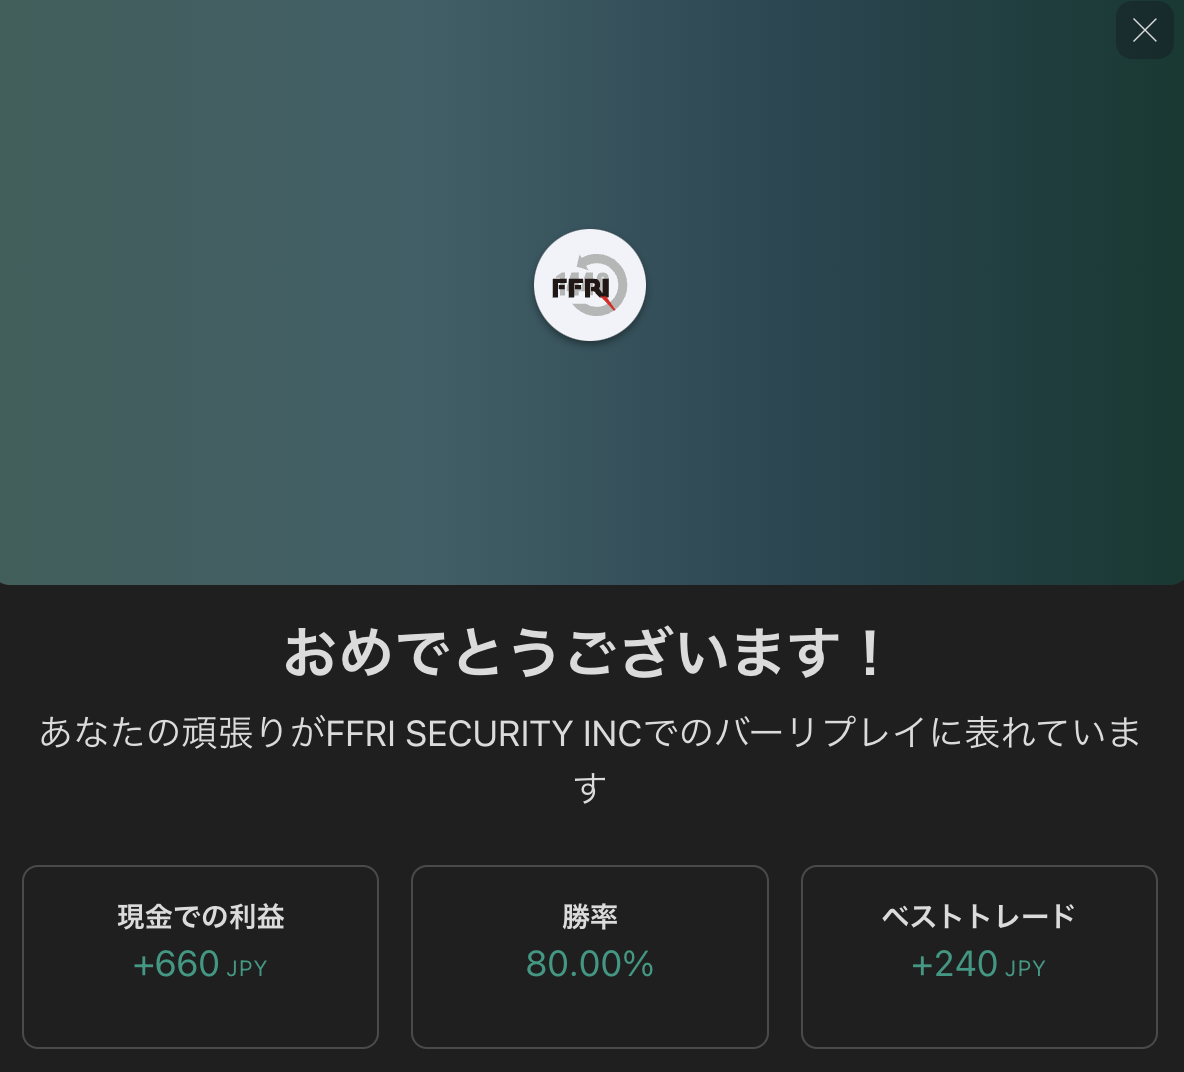 FFRI
おめでとうございます！
あなたの頑張りがFFRI SECURITY INCでのバーリプレイに表れていま
す
現金での利益
+660 JPY
勝率
80.00%
ベストトレード
+240 JPY